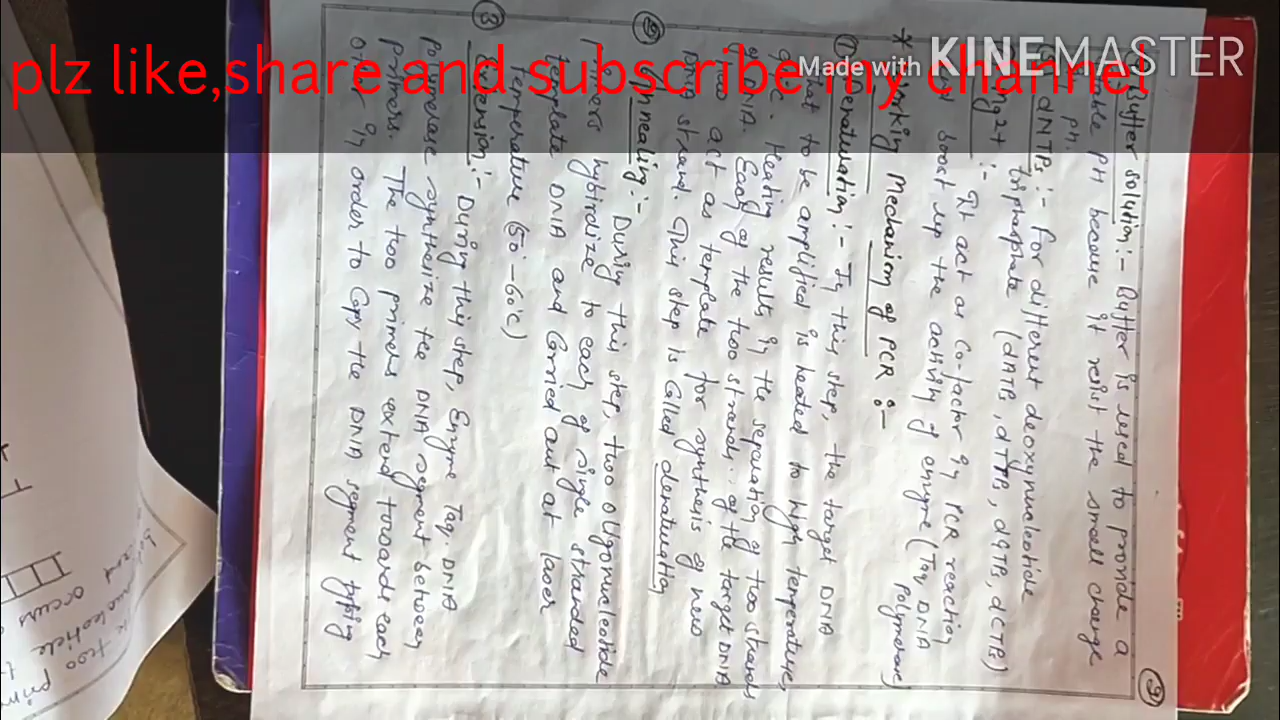 plz like,share and subscribe my channel
Made with KINEMASTER
3
Buffer solution :- Buffer is used to provide a
stable pH because it resist the small change
pH.
dNTPs :- for different deoxynucleotide
triphosphate (dATP, dTTP, dGTP, dCTP)
mg2+ :- It act as co-factor in PCR reaction
and boost up the activity of enzyme (Taq DNA
Polymerase)
* Working Mechanism of PCR :-
① Denaturation :- In this step, the target DNA
that to be amplified is heated to high temperature,
Heating results in the separation of two strands
of DNA. Each of the two strands of the target DNA
now act as template for synthesis of new
DNA strand. This step is called denaturation
② Annealing :- During this step, two oligonucleotide
primers hybirdize to each of single stranded
template DNA and Carried out at lower
temperature (50-60°C)
③ Extension :- During this step, Enzyme Taq DNA
Polymerase synthesize the DNA segment between
primers. The two primers extend towards each
other in order to Copy the DNA segment
two prim
nucleotide
occurs